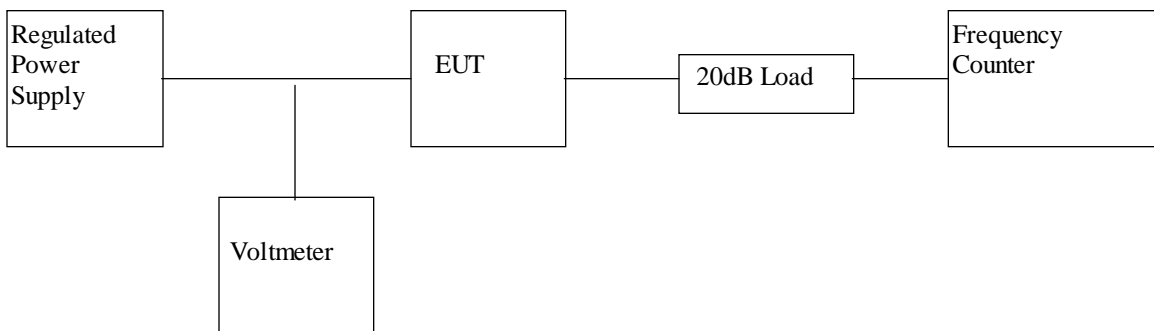 Regulated
Power
Supply
EUT
20dB Load
Frequency
Counter
Voltmeter